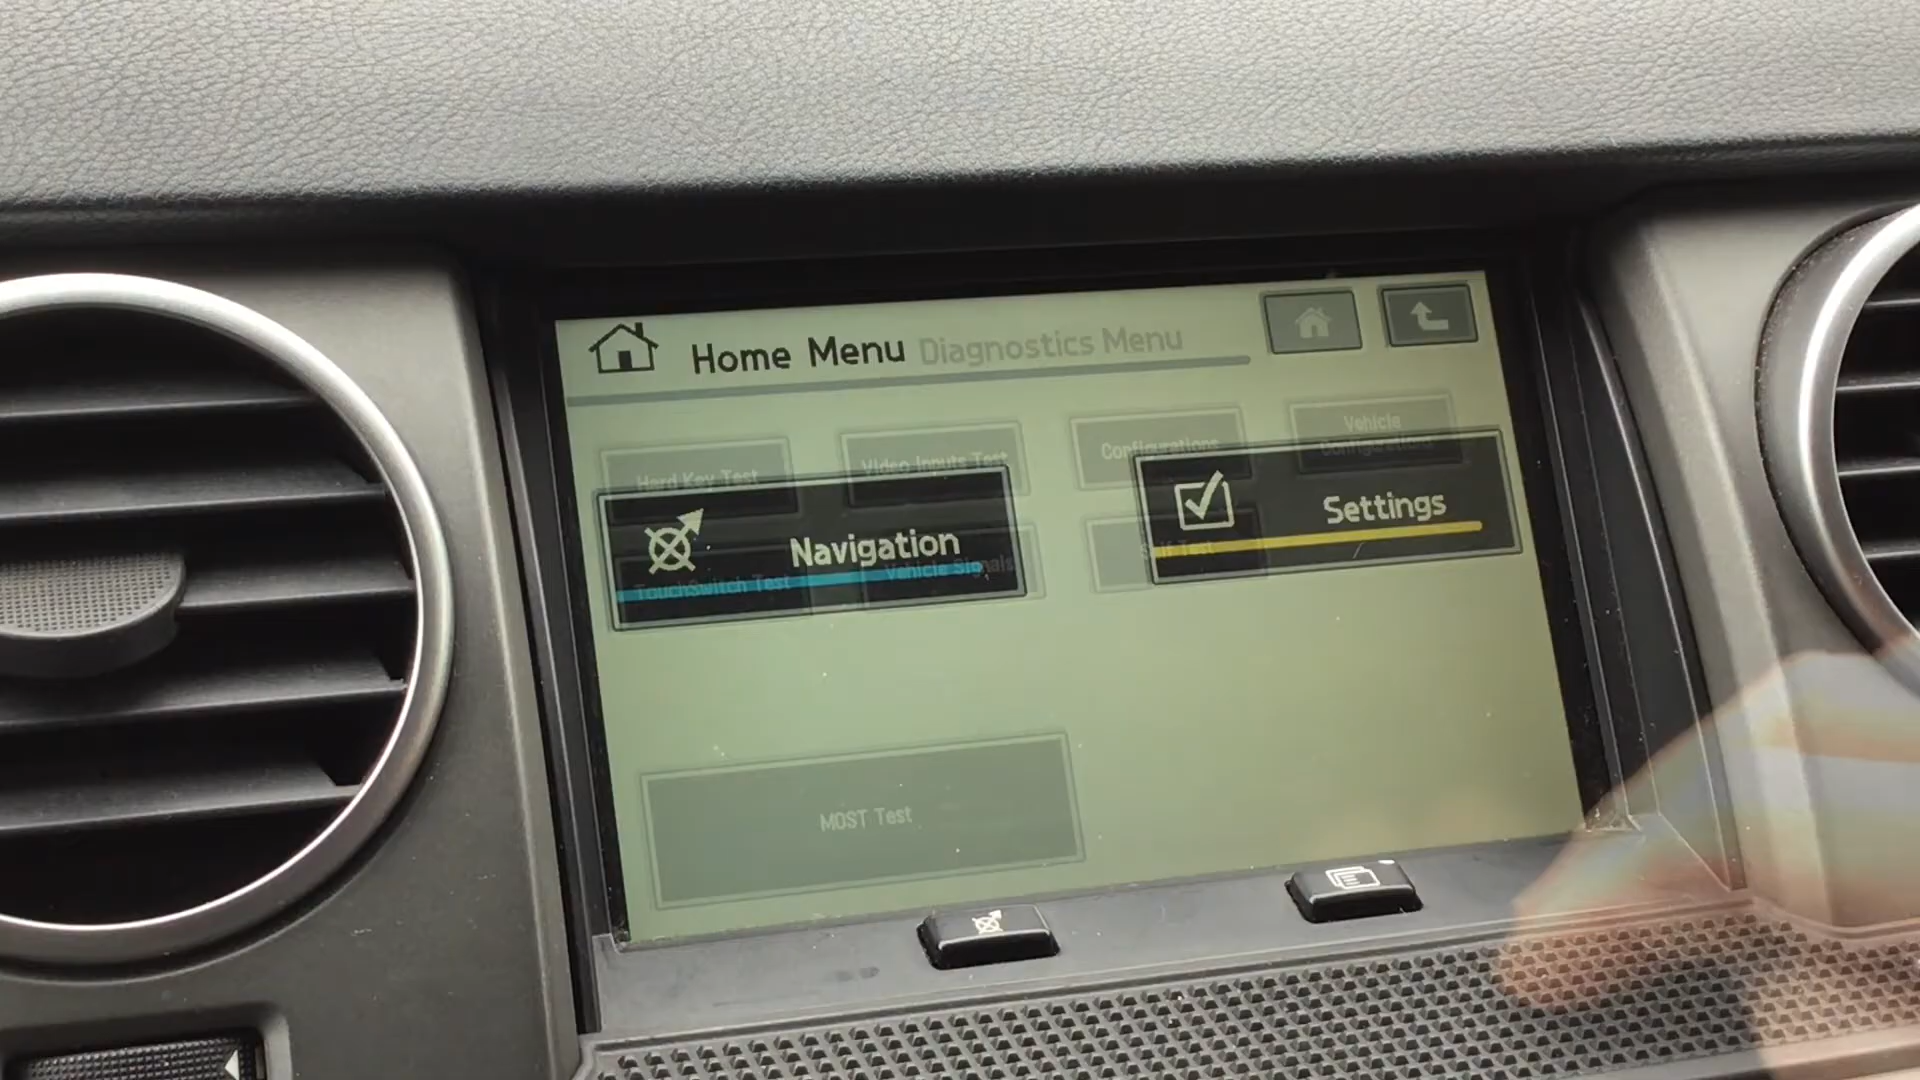 Home Menu
Diagnostics Menu
Hard Key Test
Video Inputs Test
Configurations
Vehicle
Configurations
Navigation
Settings
TouchSwitch Test
Vehicle Signals
Self Test
MOST Test